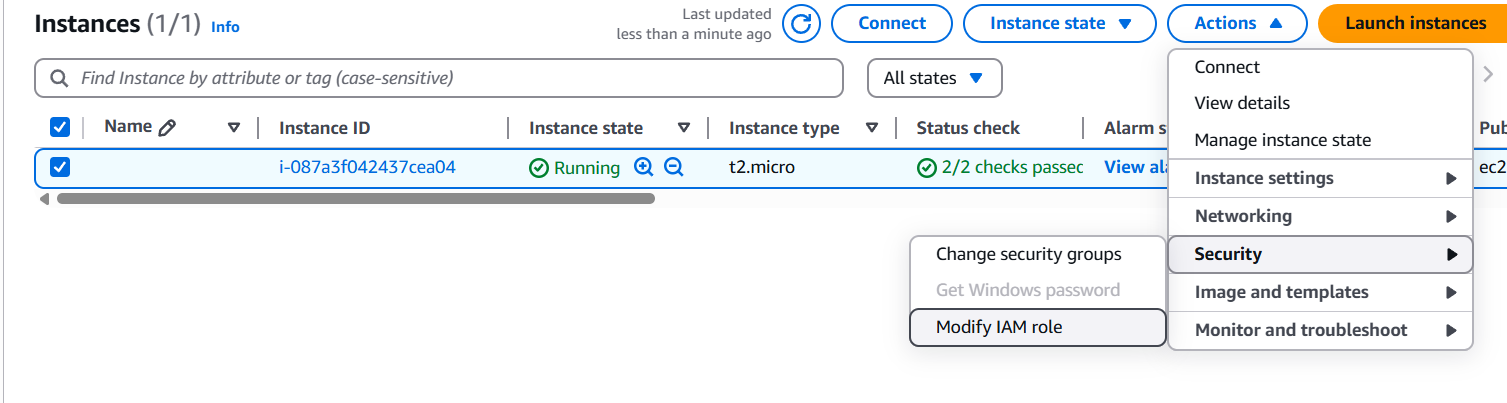 Instances (1/1) Info
Last updated
less than a minute ago
Connect
Instance state
Actions
Launch instances
Find Instance by attribute or tag (case-sensitive)
All states
Name
Instance ID
Instance state
Instance type
Status check
Alarm s
Pub
i-087a3f042437cea04
Running
t2.micro
2/2 checks passec
View ala
ec2
Connect
View details
Manage instance state
Instance settings
Networking
Security
Image and templates
Monitor and troubleshoot
Change security groups
Get Windows password
Modify IAM role